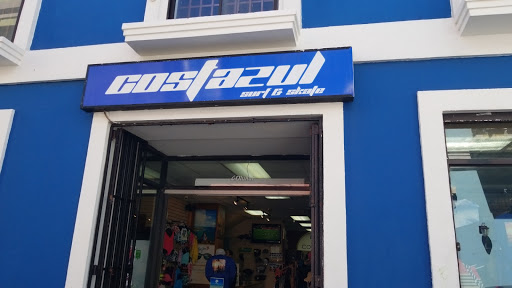 costazul
surf & skate